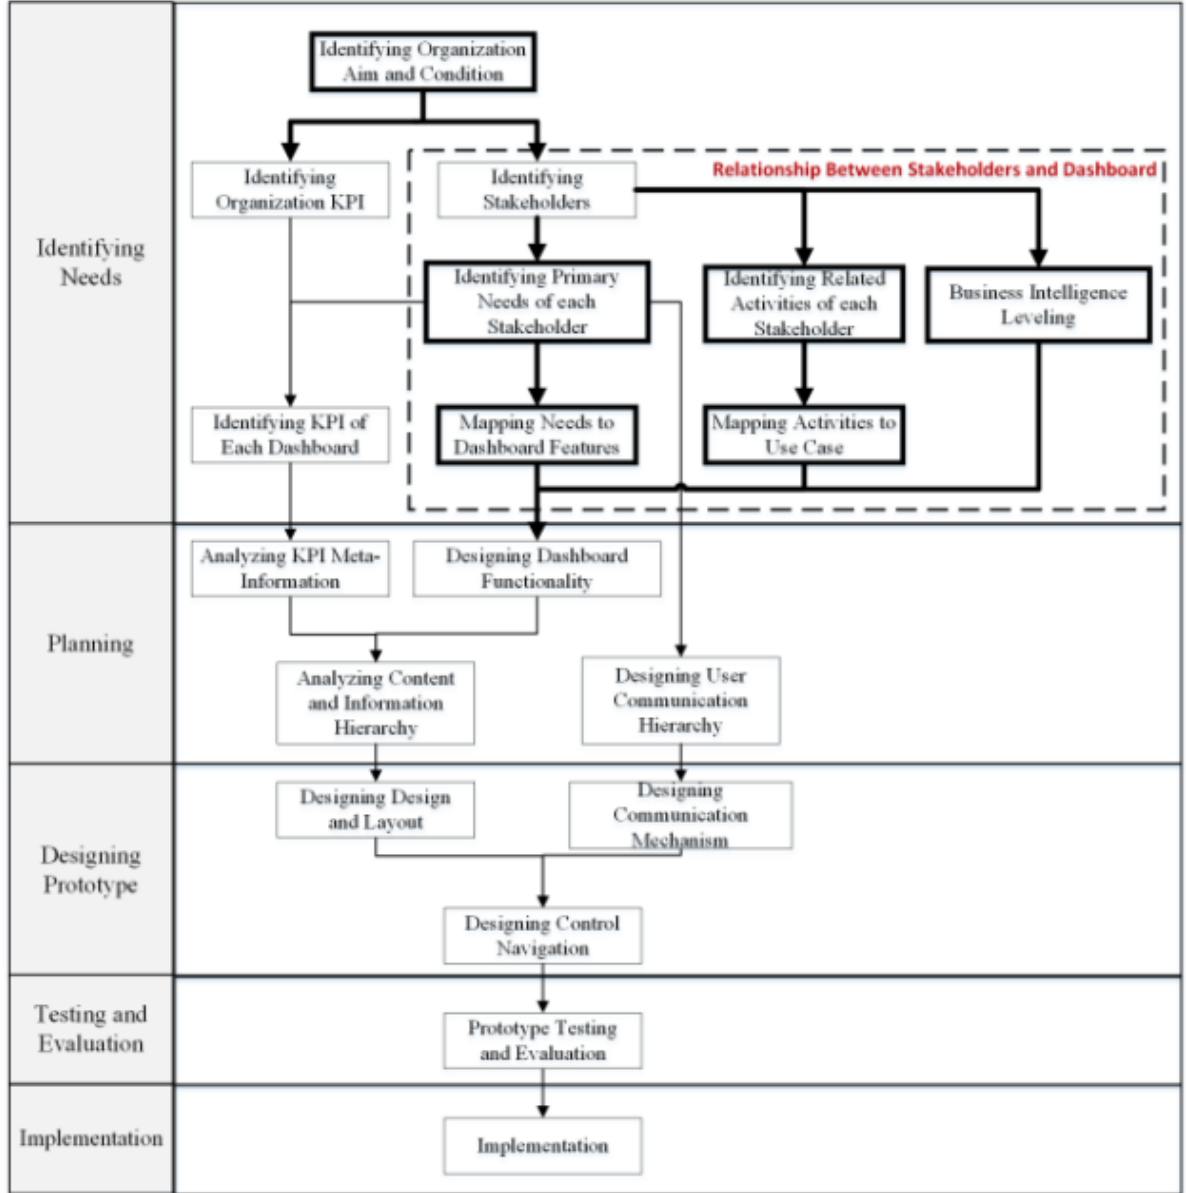 Identifying
Needs
Identifying Organization
Aim and Condition
Relationship Between Stakeholders and Dashboard
Identifying
Organization KPI
Identifying
Stakeholders
Identifying Primary
Needs of each
Stakeholder
Identifying Related
Activities of each
Stakeholder
Business Intelligence
Leveling
Identifying KPI of
Each Dashboard
Mapping Needs to
Dashboard Features
Mapping Activities to
Use Case
Planning
Analyzing KPI Meta-
Information
Designing Dashboard
Functionality
Analyzing Content
and Information
Hierarchy
Designing User
Communication
Hierarchy
Designing
Prototype
Designing Design
and Layout
Designing
Communication
Mechanism
Designing Control
Navigation
Testing and
Evaluation
Prototype Testing
and Evaluation
Implementation
Implementation